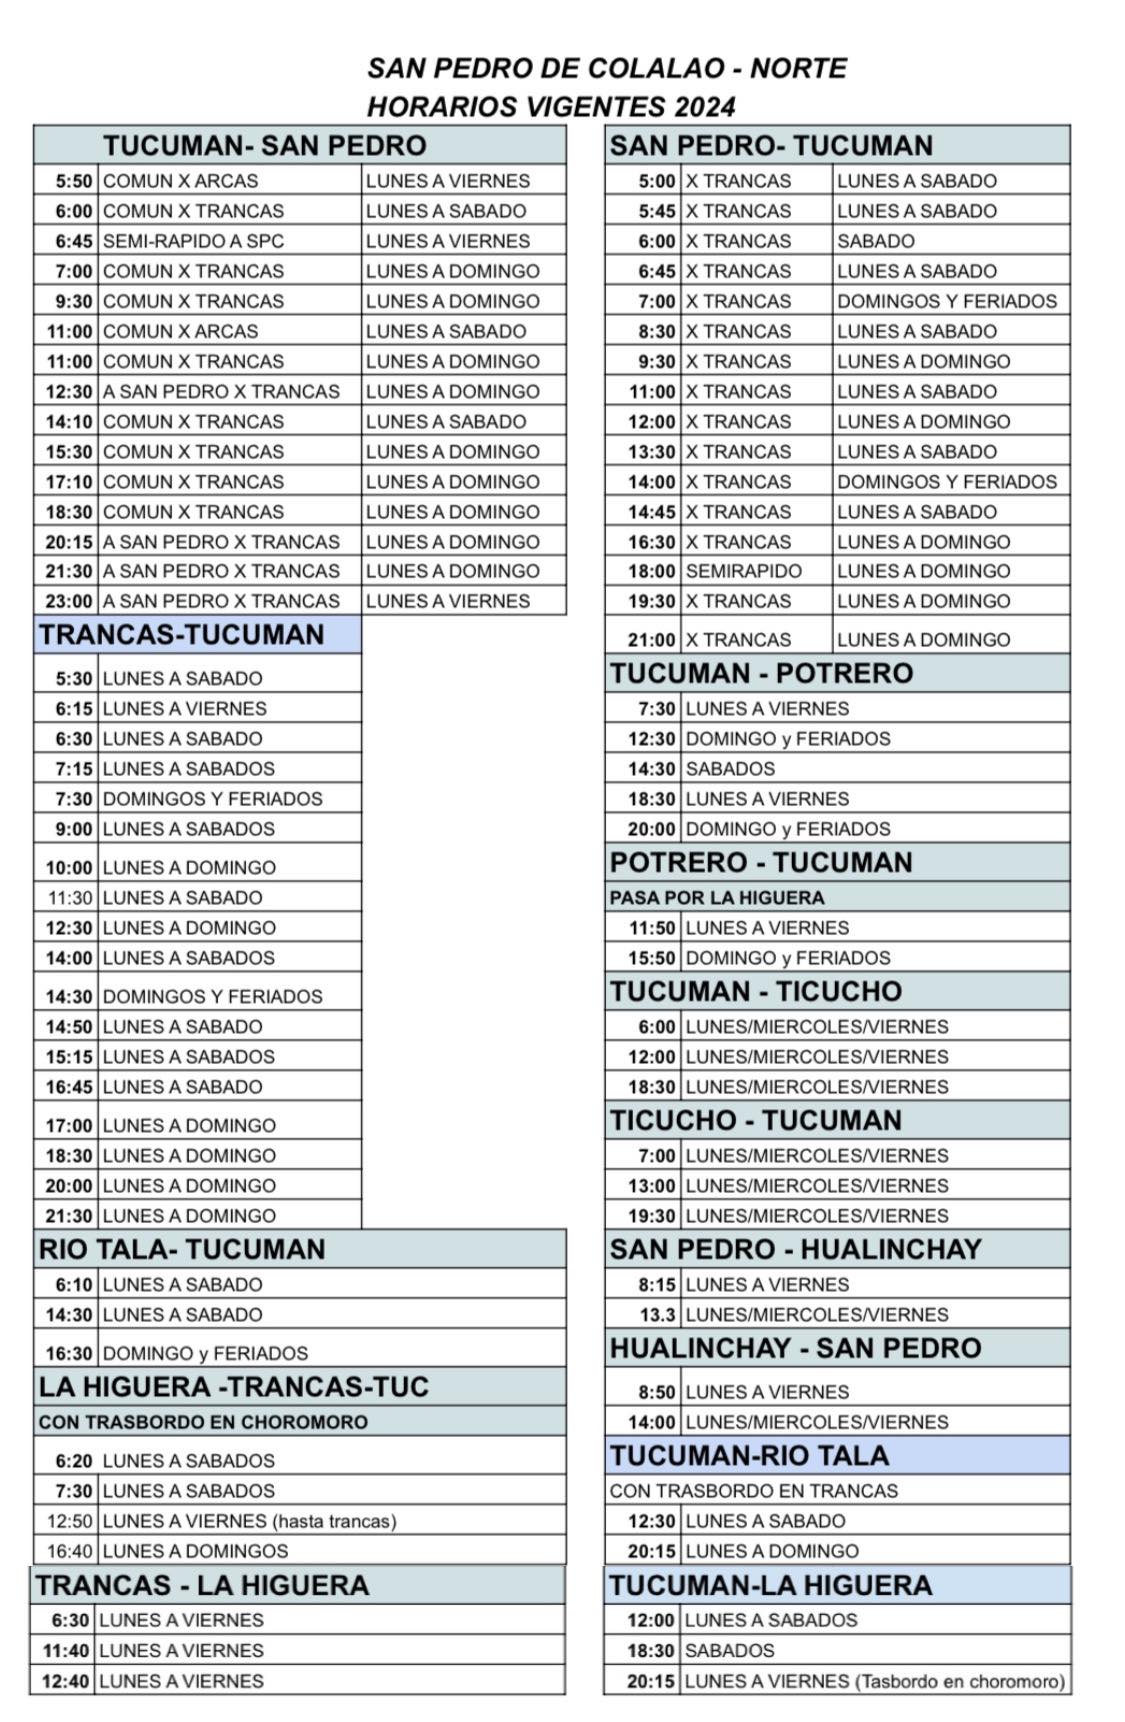 SAN PEDRO DE COLALAO - NORTE
HORARIOS VIGENTES 2024
TUCUMAN- SAN PEDRO
5:50 COMUN X ARCAS LUNES A VIERNES
6:00 COMUN X TRANCAS LUNES A SABADO
6:45 SEMI-RAPIDO A SPC LUNES A VIERNES
7:00 COMUN X TRANCAS LUNES A DOMINGO
9:30 COMUN X TRANCAS LUNES A DOMINGO
11:00 COMUN X ARCAS LUNES A SABADO
11:00 COMUN X TRANCAS LUNES A DOMINGO
12:30 A SAN PEDRO X TRANCAS LUNES A DOMINGO
14:10 COMUN X TRANCAS LUNES A SABADO
15:30 COMUN X TRANCAS LUNES A DOMINGO
17:10 COMUN X TRANCAS LUNES A DOMINGO
18:30 COMUN X TRANCAS LUNES A DOMINGO
20:15 A SAN PEDRO X TRANCAS LUNES A DOMINGO
21:30 A SAN PEDRO X TRANCAS LUNES A DOMINGO
23:00 A SAN PEDRO X TRANCAS LUNES A VIERNES
TRANCAS-TUCUMAN
5:30 LUNES A SABADO
6:15 LUNES A VIERNES
6:30 LUNES A SABADO
7:15 LUNES A SABADOS
7:30 DOMINGOS Y FERIADOS
9:00 LUNES A SABADOS
10:00 LUNES A DOMINGO
11:30 LUNES A SABADO
12:30 LUNES A DOMINGO
14:00 LUNES A SABADOS
14:30 DOMINGOS Y FERIADOS
14:50 LUNES A SABADO
15:15 LUNES A SABADOS
16:45 LUNES A SABADO
17:00 LUNES A DOMINGO
18:30 LUNES A DOMINGO
20:00 LUNES A DOMINGO
21:30 LUNES A DOMINGO
RIO TALA- TUCUMAN
6:10 LUNES A SABADO
14:30 LUNES A SABADO
16:30 DOMINGO y FERIADOS
LA HIGUERA -TRANCAS-TUC
CON TRASBORDO EN CHOROMORO
6:20 LUNES A SABADOS
7:30 LUNES A SABADOS
12:50 LUNES A VIERNES (hasta trancas)
16:40 LUNES A DOMINGOS
TRANCAS - LA HIGUERA
6:30 LUNES A VIERNES
11:40 LUNES A VIERNES
12:40 LUNES A VIERNES
SAN PEDRO- TUCUMAN
5:00 X TRANCAS LUNES A SABADO
5:45 X TRANCAS LUNES A SABADO
6:00 X TRANCAS SABADO
6:45 X TRANCAS LUNES A SABADO
7:00 X TRANCAS DOMINGOS Y FERIADOS
8:30 X TRANCAS LUNES A SABADO
9:30 X TRANCAS LUNES A DOMINGO
11:00 X TRANCAS LUNES A SABADO
12:00 X TRANCAS LUNES A DOMINGO
13:30 X TRANCAS LUNES A SABADO
14:00 X TRANCAS DOMINGOS Y FERIADOS
14:45 X TRANCAS LUNES A SABADO
16:30 X TRANCAS LUNES A DOMINGO
18:00 SEMIRAPIDO LUNES A DOMINGO
19:30 X TRANCAS LUNES A DOMINGO
21:00 X TRANCAS LUNES A DOMINGO
TUCUMAN - POTRERO
7:30 LUNES A VIERNES
12:30 DOMINGO y FERIADOS
14:30 SABADOS
18:30 LUNES A VIERNES
20:00 DOMINGO y FERIADOS
POTRERO - TUCUMAN
PASA POR LA HIGUERA
11:50 LUNES A VIERNES
15:50 DOMINGO y FERIADOS
TUCUMAN - TICUCHO
6:00 LUNES/MIERCOLES/VIERNES
12:00 LUNES/MIERCOLES/VIERNES
18:30 LUNES/MIERCOLES/VIERNES
TICUCHO - TUCUMAN
7:00 LUNES/MIERCOLES/VIERNES
13:00 LUNES/MIERCOLES/VIERNES
19:30 LUNES/MIERCOLES/VIERNES
SAN PEDRO - HUALINCHAY
8:15 LUNES A VIERNES
13.3 LUNES/MIERCOLES/VIERNES
HUALINCHAY - SAN PEDRO
8:50 LUNES A VIERNES
14:00 LUNES/MIERCOLES/VIERNES
TUCUMAN-RIO TALA
CON TRASBORDO EN TRANCAS
12:30 LUNES A SABADO
20:15 LUNES A DOMINGO
TUCUMAN-LA HIGUERA
12:00 LUNES A SABADOS
18:30 SABADOS
20:15 LUNES A VIERNES (Tasbordo en choromoro)